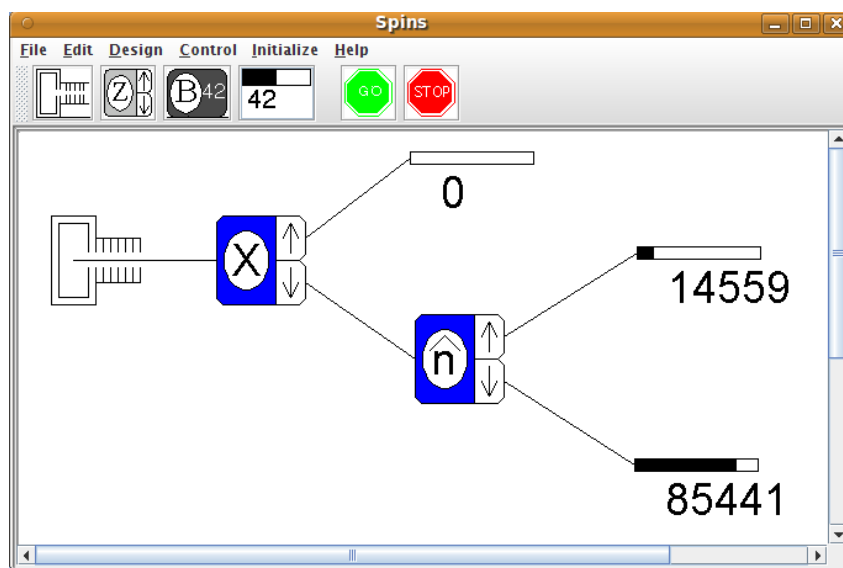 Spins
File Edit Design Control Initialize Help
Z B 42 42 GO STOP
0
X
14559
n̂
85441